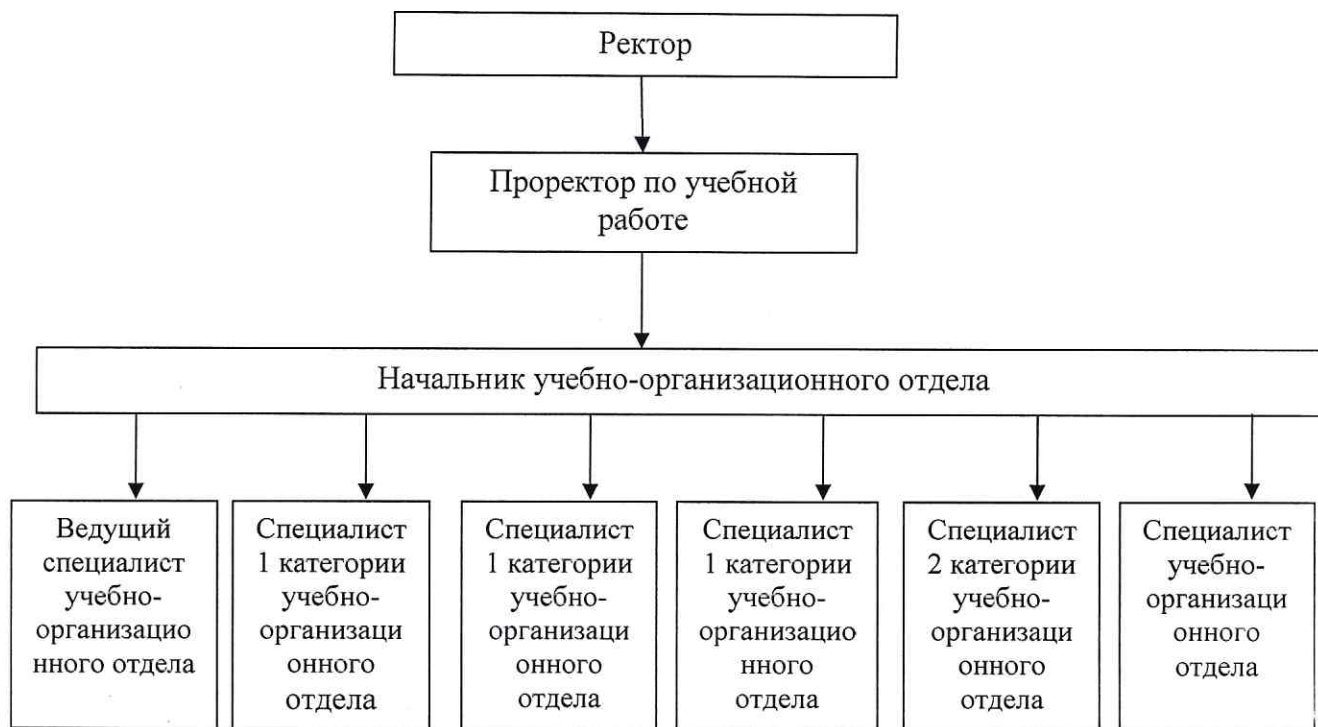 Ректор
Проректор по учебной
работе
Начальник учебно-организационного отдела
Ведущий
специалист
учебно-
организацио
нного отдела
Специалист
1 категории
учебно-
организаци
онного
отдела
Специалист
1 категории
учебно-
организаци
онного
отдела
Специалист
1 категории
учебно-
организацио
нного
отдела
Специалист
2 категории
учебно-
организаци
онного
отдела
Специалист
учебно-
организаци
онного
отдела